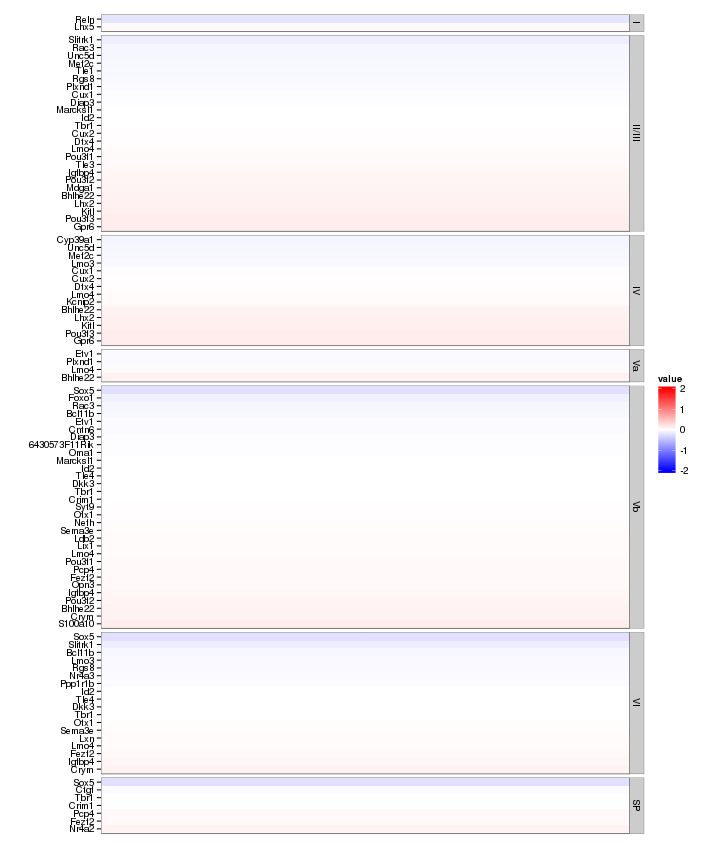 Reln
Lhx5
I
Slitrk1
Rac3
Unc5d
Mef2c
Tle1
Rgs8
Plxnd1
Cux1
Diap3
Marcksl1
Id2
Tbr1
Cux2
Dtx4
Lmo4
Pou3f1
Tle3
Igfbp4
Pou3f2
Mdga1
Bhlhe22
Lhx2
Kitl
Pou3f3
Gpr6
II/III
Cyp39a1
Unc5d
Mef2c
Lmo3
Cux1
Cux2
Dtx4
Lmo4
Kcnip2
Bhlhe22
Lhx2
Kitl
Pou3f3
Gpr6
IV
Etv1
Plxnd1
Lmo4
Bhlhe22
Va
Sox5
Foxo1
Rac3
Bcl11b
Etv1
Cntn6
Diap3
6430573F11Rik
Oma1
Marcksl1
Id2
Tle4
Dkk3
Tbr1
Crim1
Syt9
Otx1
Nefh
Sema3e
Ldb2
Lix1
Lmo4
Pou3f1
Pcp4
Fezf2
Opn3
Igfbp4
Pou3f2
Bhlhe22
Crym
S100a10
Vb
Sox5
Slitrk1
Bcl11b
Lmo3
Rgs8
Nr4a3
Ppp1r1b
Id2
Tle4
Dkk3
Tbr1
Otx1
Sema3e
Lxn
Lmo4
Fezf2
Igfbp4
Crym
VI
Sox5
Ctgf
Tbr1
Crim1
Pcp4
Fezf2
Nr4a2
SP
value
2
1
0
-1
-2